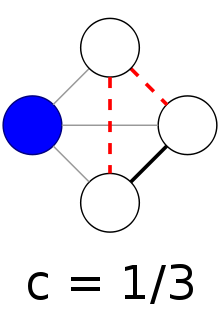 c = 1/3